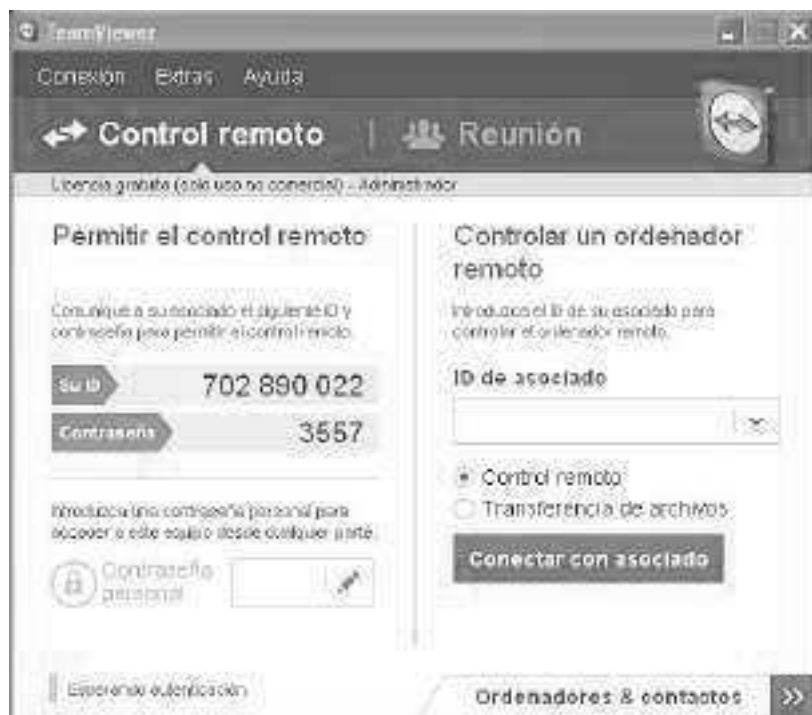 TeamViewer
Conexión Extras Ayuda
Control remoto | Reunión
Licencia gratuita (solo uso no comercial) - Administrador
Permitir el control remoto
Comunique a su asociado el siguiente ID y
contraseña para permitir el control remoto.
Su ID 702 890 022
Contraseña 3557
Introduzca una contraseña personal para
acceder a este equipo desde cualquier parte.
Contraseña
personal
Controlar un ordenador
remoto
Introduzca el ID de su asociado para
controlar el ordenador remoto.
ID de asociado
Control remoto
Transferencia de archivos
Conectar con asociado
Esperando autenticación
Ordenadores & contactos